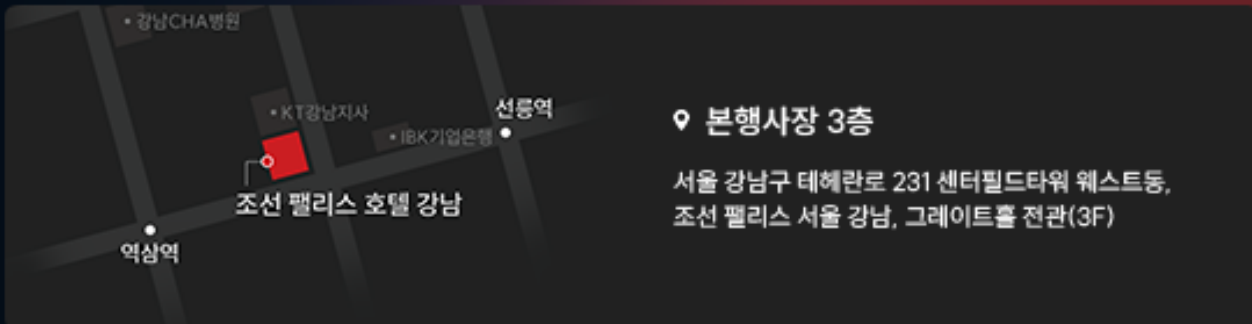 • 강남CHA병원
• KT강남지사
선릉역
• IBK기업은행
조선 팰리스 호텔 강남
역삼역
본행사장 3층
서울 강남구 테헤란로 231 센터필드타워 웨스트동,
조선 팰리스 서울 강남, 그레이트홀 전관(3F)